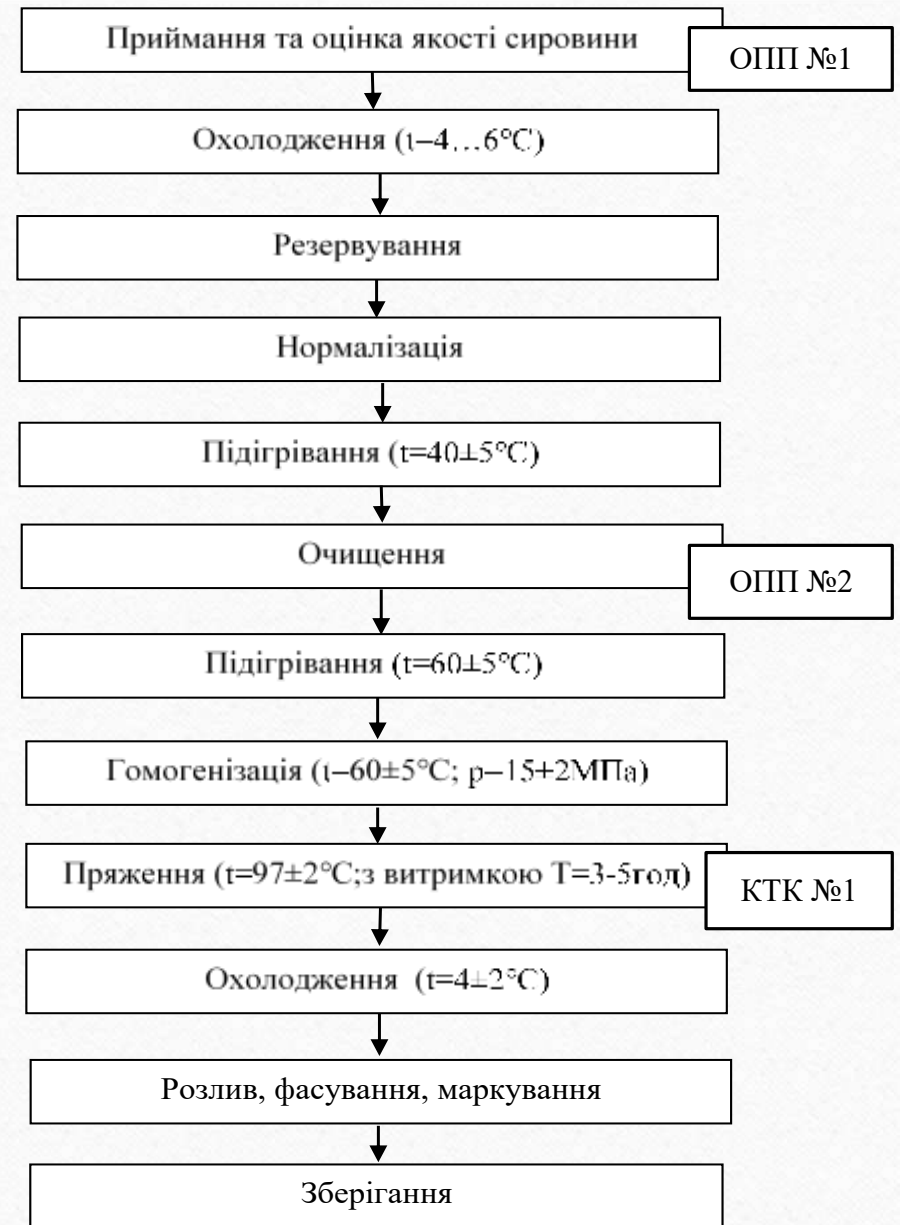 Приймання та оцінка якості сировини
ОПП №1
Охолодження (t–4…6°С)
Резервування
Нормалізація
Підігрівання (t=40±5°С)
Очищення
ОПП №2
Підігрівання (t=60±5°С)
Гомогенізація (t–60±5°С; р–15+2МПа)
Пряження (t=97±2°С;з витримкою Т=3-5год)
КТК №1
Охолодження (t=4±2°С)
Розлив, фасування, маркування
Зберігання